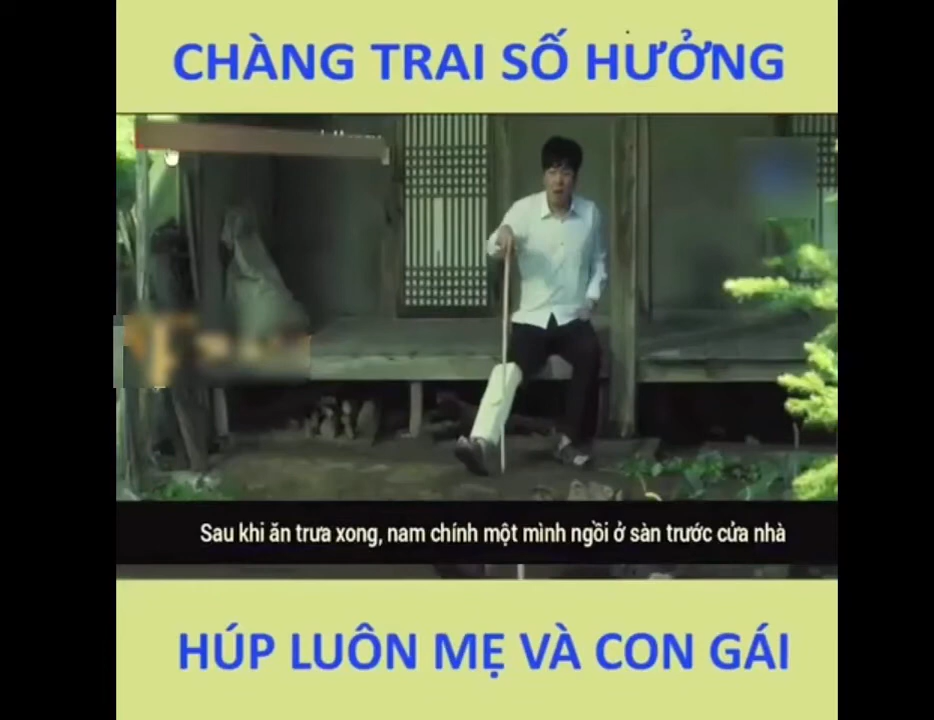 CHÀNG TRAI SỐ HƯỞNG
Sau khi ăn trưa xong, nam chính một mình ngồi ở sàn trước cửa nhà
HÚP LUÔN MẸ VÀ CON GÁI